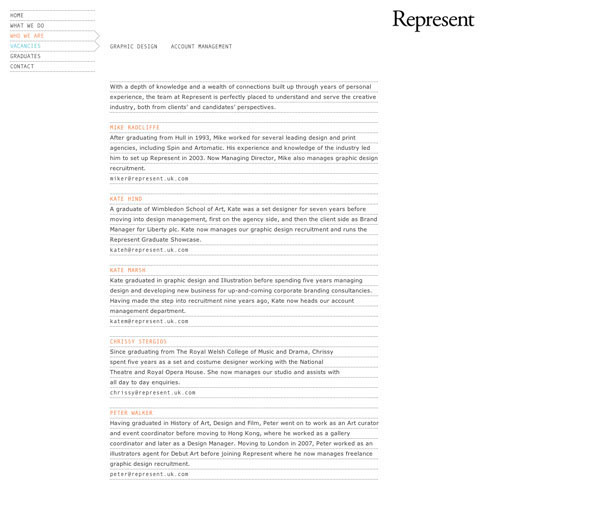 Represent
HOME
WHAT WE DO
WHO WE ARE
VACANCIES
GRADUATES
CONTACT
GRAPHIC DESIGN ACCOUNT MANAGEMENT
With a depth of knowledge and a wealth of connections built up through years of personal
experience, the team at Represent is perfectly placed to understand and serve the creative
industry, both from clients' and candidates' perspectives.
MIKE RADCLIFFE
After graduating from Hull in 1993, Mike worked for several leading design and print
agencies, including Spin and Artomatic. His experience and knowledge of the industry led
him to set up Represent in 2003. Now Managing Director, Mike also manages graphic design
recruitment.
miker@represent.uk.com
KATE HIND
A graduate of Wimbledon School of Art, Kate was a set designer for seven years before
moving into design management, first on the agency side, and then the client side as Brand
Manager for Liberty plc. Kate now manages our graphic design recruitment and runs the
Represent Graduate Showcase.
kateh@represent.uk.com
KATE MARSH
Kate graduated in graphic design and Illustration before spending five years managing
design and developing new business for up-and-coming corporate branding consultancies.
Having made the step into recruitment nine years ago, Kate now heads our account
management department.
katem@represent.uk.com
CHRISSY STERGIOS
Since graduating from The Royal Welsh College of Music and Drama, Chrissy
spent five years as a set and costume designer working with the National
Theatre and Royal Opera House. She now manages our studio and assists with
all day to day enquiries.
chrissy@represent.uk.com
PETER WALKER
Having graduated in History of Art, Design and Film, Peter went on to work as an Art curator
and event coordinator before moving to Hong Kong, where he worked as a gallery
coordinator and later as a Design Manager. Moving to London in 2007, Peter worked as an
illustrators agent for Debut Art before joining Represent where he now manages freelance
graphic design recruitment.
peter@represent.uk.com